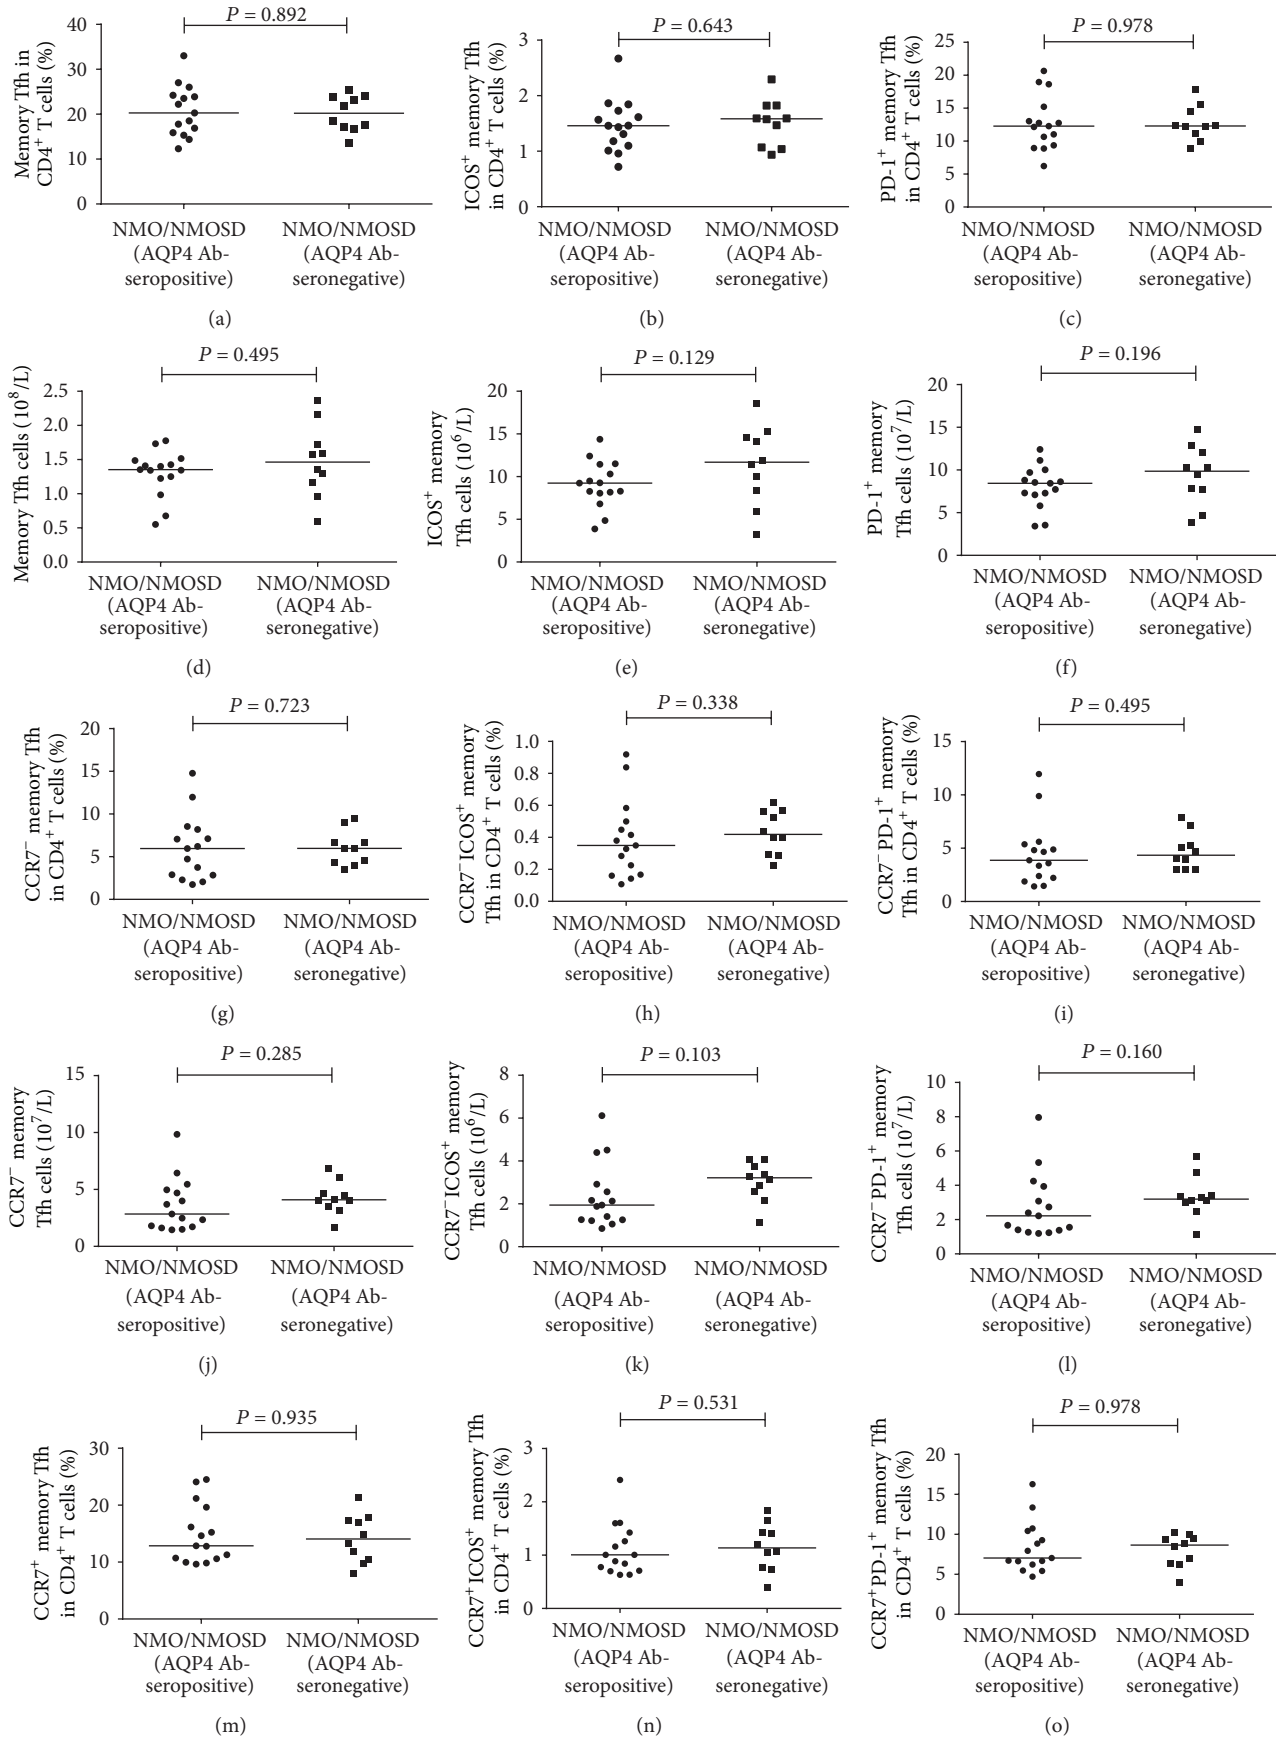 P = 0.892
Memory Tfh in
CD4⁺ T cells (%)
40
30
20
10
0
NMO/NMOSD
(AQP4 Ab-
seropositive)
NMO/NMOSD
(AQP4 Ab-
seronegative)
(a)
P = 0.643
ICOS⁺ memory Tfh
in CD4⁺ T cells (%)
3
2
1
0
NMO/NMOSD
(AQP4 Ab-
seropositive)
NMO/NMOSD
(AQP4 Ab-
seronegative)
(b)
P = 0.978
PD-1⁺ memory Tfh
in CD4⁺ T cells (%)
25
20
15
10
5
0
NMO/NMOSD
(AQP4 Ab-
seropositive)
NMO/NMOSD
(AQP4 Ab-
seronegative)
(c)
P = 0.495
Memory Tfh cells (10⁸/L)
2.5
2.0
1.5
1.0
0.5
0.0
NMO/NMOSD
(AQP4 Ab-
seropositive)
NMO/NMOSD
(AQP4 Ab-
seronegative)
(d)
P = 0.129
ICOS⁺ memory
Tfh cells (10⁶/L)
20
15
10
5
0
NMO/NMOSD
(AQP4 Ab-
seropositive)
NMO/NMOSD
(AQP4 Ab-
seronegative)
(e)
P = 0.196
PD-1⁺ memory
Tfh cells (10⁷/L)
20
15
10
5
0
NMO/NMOSD
(AQP4 Ab-
seropositive)
NMO/NMOSD
(AQP4 Ab-
seronegative)
(f)
P = 0.723
CCR7⁻ memory Tfh
in CD4⁺ T cells (%)
20
15
10
5
0
NMO/NMOSD
(AQP4 Ab-
seropositive)
NMO/NMOSD
(AQP4 Ab-
seronegative)
(g)
P = 0.338
CCR7⁻ICOS⁺ memory
Tfh in CD4⁺ T cells (%)
1.0
0.8
0.6
0.4
0.2
0.0
NMO/NMOSD
(AQP4 Ab-
seropositive)
NMO/NMOSD
(AQP4 Ab-
seronegative)
(h)
P = 0.495
CCR7⁻PD-1⁺ memory
Tfh in CD4⁺ T cells (%)
15
10
5
0
NMO/NMOSD
(AQP4 Ab-
seropositive)
NMO/NMOSD
(AQP4 Ab-
seronegative)
(i)
P = 0.285
CCR7⁻ memory
Tfh cells (10⁷/L)
15
10
5
0
NMO/NMOSD
(AQP4 Ab-
seropositive)
NMO/NMOSD
(AQP4 Ab-
seronegative)
(j)
P = 0.103
CCR7⁻ICOS⁺ memory
Tfh cells (10⁶/L)
8
6
4
2
0
NMO/NMOSD
(AQP4 Ab-
seropositive)
NMO/NMOSD
(AQP4 Ab-
seronegative)
(k)
P = 0.160
CCR7⁻PD-1⁺ memory
Tfh cells (10⁷/L)
10
8
6
4
2
0
NMO/NMOSD
(AQP4 Ab-
seropositive)
NMO/NMOSD
(AQP4 Ab-
seronegative)
(l)
P = 0.935
CCR7⁺ memory Tfh
in CD4⁺ T cells (%)
30
20
10
0
NMO/NMOSD
(AQP4 Ab-
seropositive)
NMO/NMOSD
(AQP4 Ab-
seronegative)
(m)
P = 0.531
CCR7⁺ICOS⁺ memory Tfh
in CD4⁺ T cells (%)
3
2
1
0
NMO/NMOSD
(AQP4 Ab-
seropositive)
NMO/NMOSD
(AQP4 Ab-
seronegative)
(n)
P = 0.978
CCR7⁺PD-1⁺ memory Tfh
in CD4⁺ T cells (%)
20
15
10
5
0
NMO/NMOSD
(AQP4 Ab-
seropositive)
NMO/NMOSD
(AQP4 Ab-
seronegative)
(o)